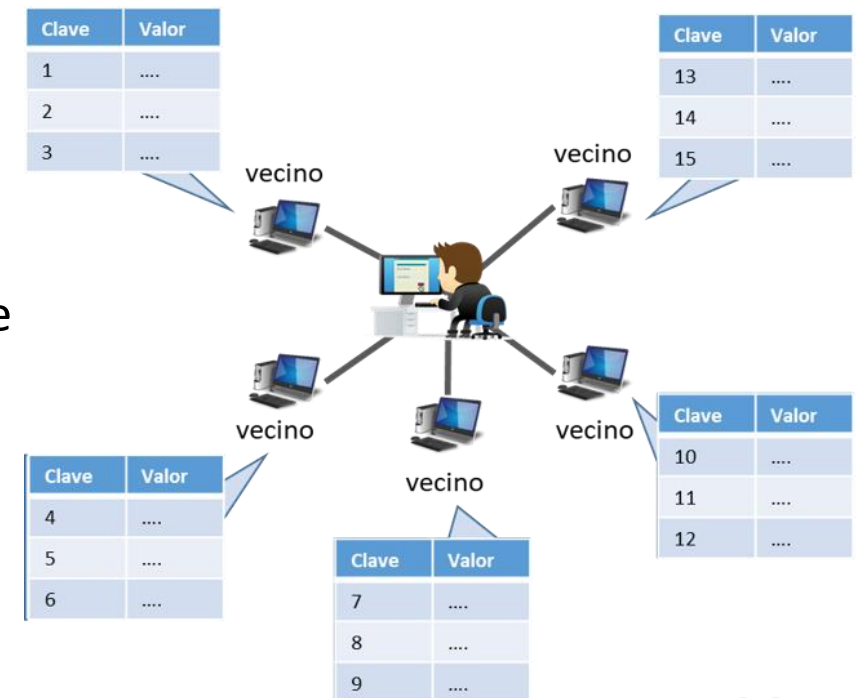 Clave Valor
1 ....
2 ....
3 ....
Clave Valor
13 ....
14 ....
15 ....
vecino
vecino
e
vecino
vecino
vecino
Clave Valor
4 ....
5 ....
6 ....
Clave Valor
7 ....
8 ....
9 ....
Clave Valor
10 ....
11 ....
12 ....